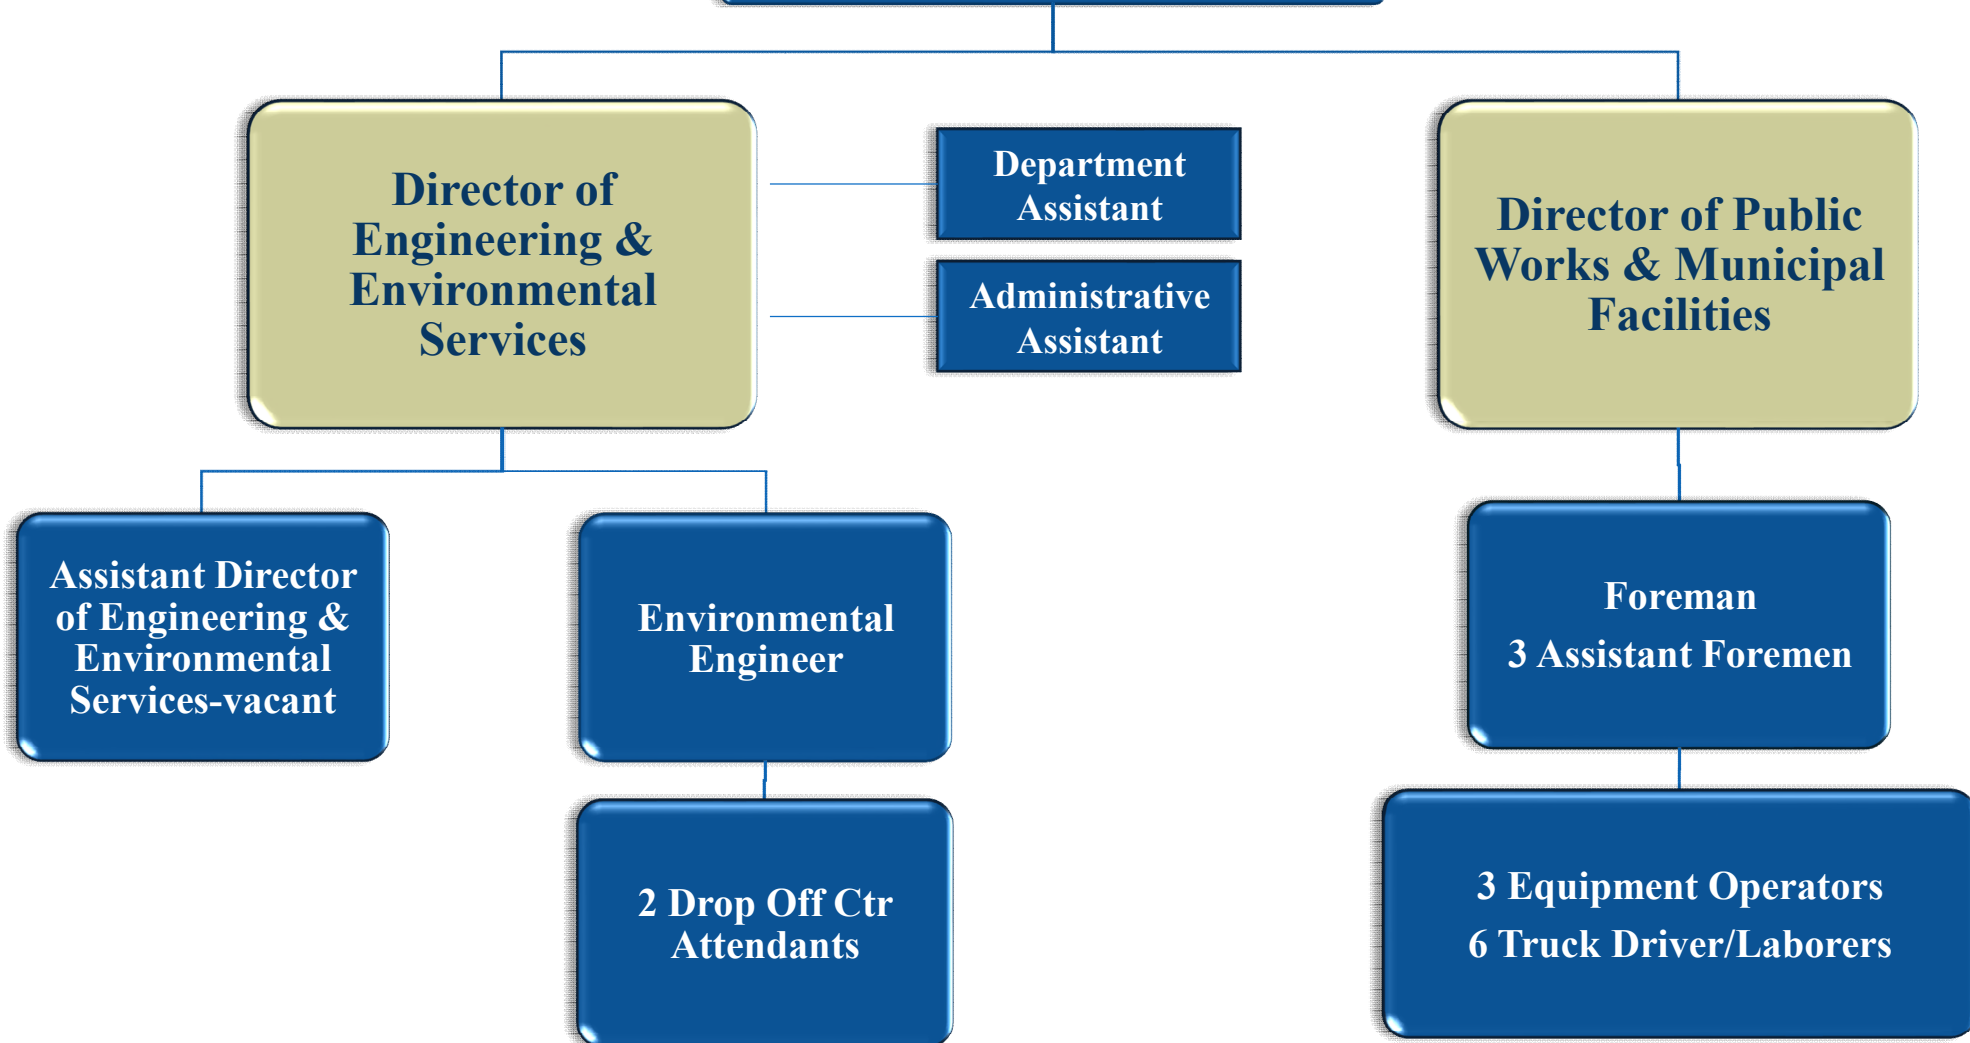 Director of
Engineering &
Environmental
Services
Department
Assistant
Administrative
Assistant
Director of Public
Works & Municipal
Facilities
Assistant Director
of Engineering &
Environmental
Services-vacant
Environmental
Engineer
Foreman
3 Assistant Foremen
2 Drop Off Ctr
Attendants
3 Equipment Operators
6 Truck Driver/Laborers